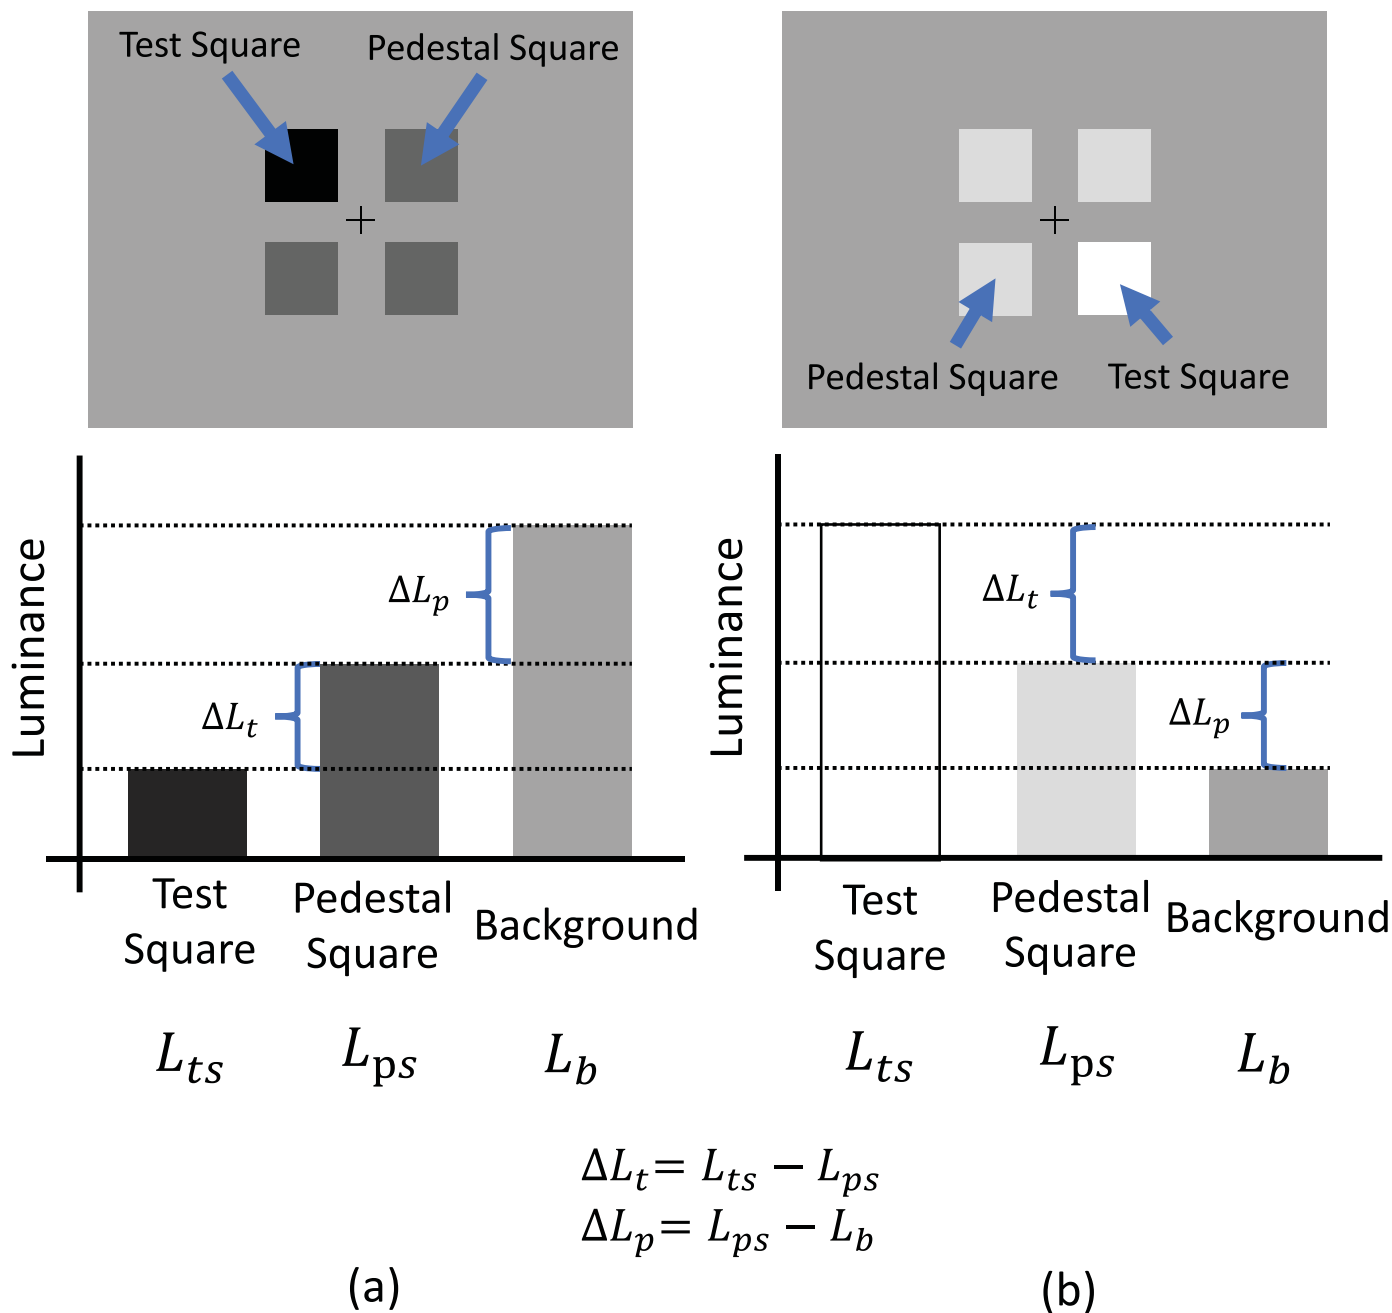 Test Square
Pedestal Square
Pedestal Square
Test Square
Luminance
ΔL_p
ΔL_t
Test
Square
Pedestal
Square
Background
L_ts
L_ps
L_b
Luminance
ΔL_t
ΔL_p
Test
Square
Pedestal
Square
Background
L_ts
L_ps
L_b
ΔL_t= L_ts − L_ps
ΔL_p= L_ps − L_b
(a)
(b)